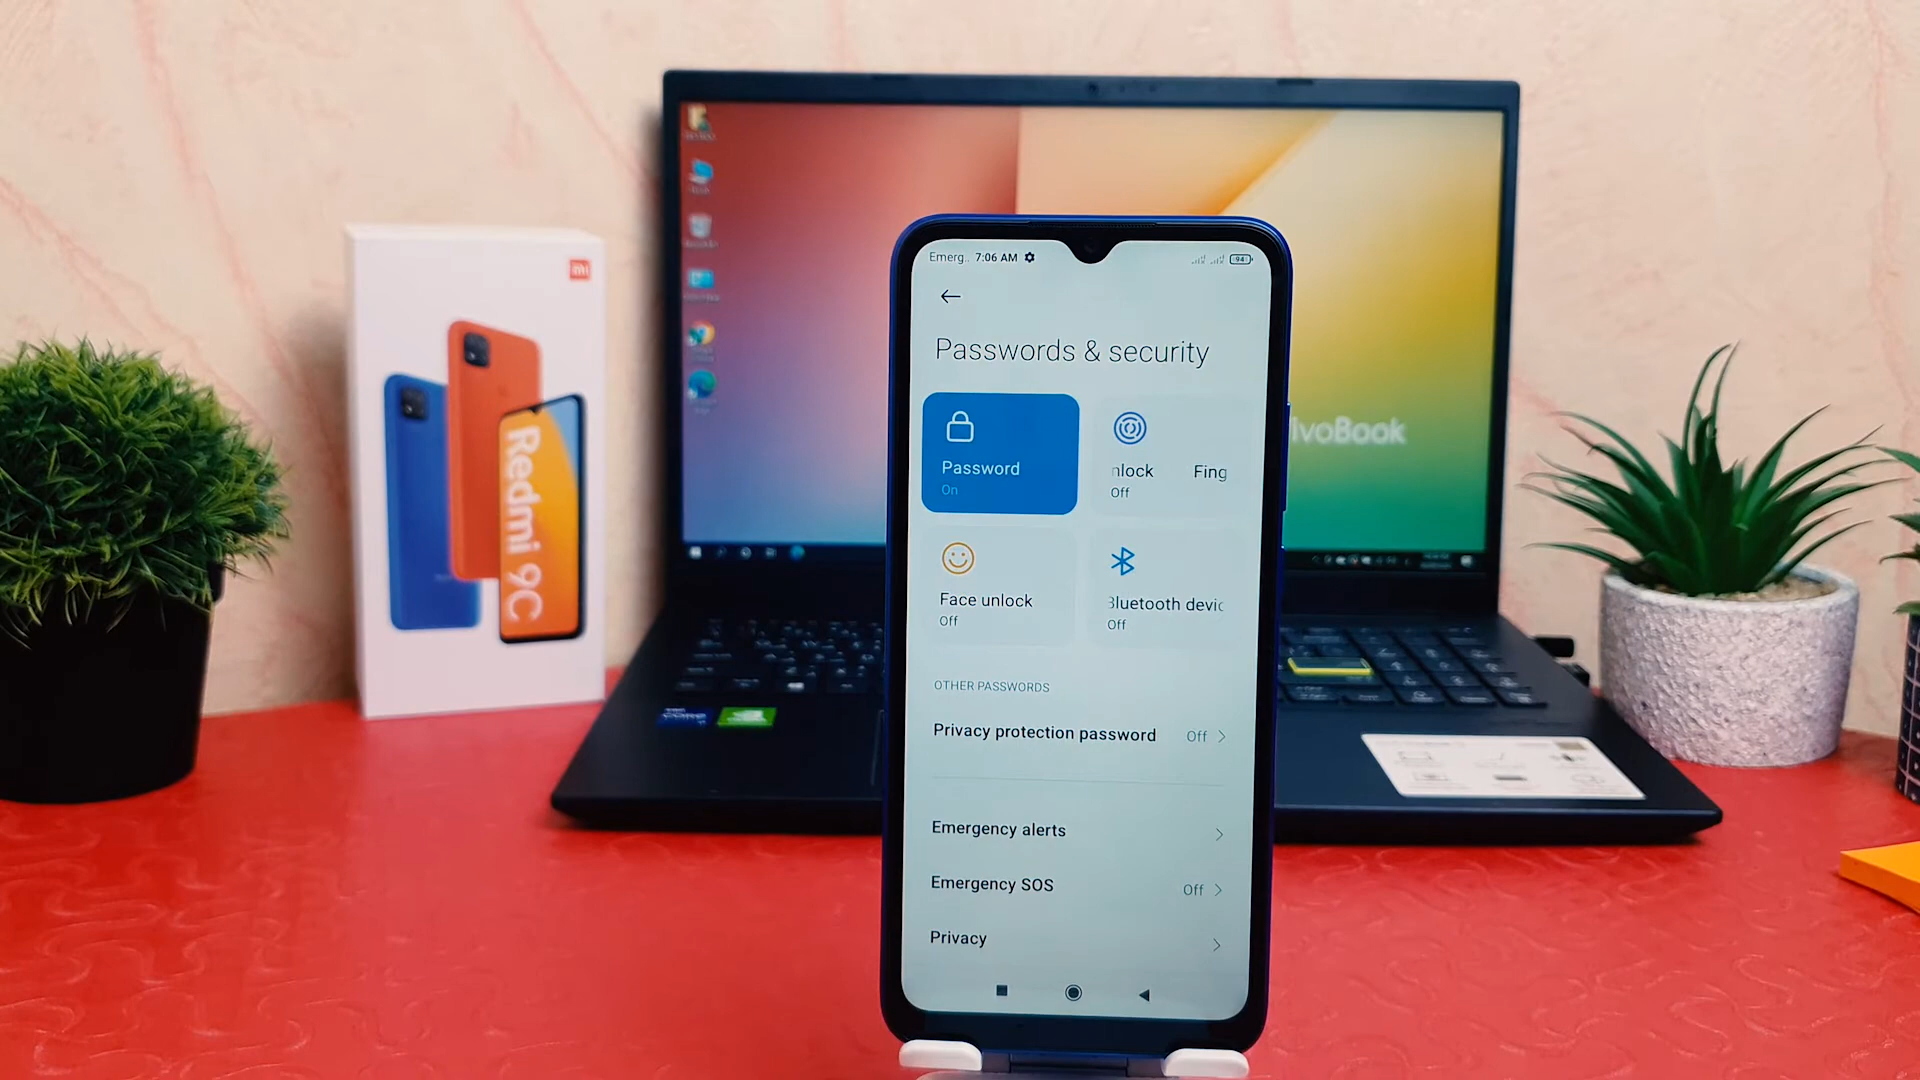 mi
Redmi 9C
ivoBook
Emerg.. 7:06 AM
94
Passwords & security
Password
On
nlock Fing
Off
Face unlock
Off
Bluetooth devic
Off
OTHER PASSWORDS
Privacy protection password Off
Emergency alerts
Emergency SOS Off
Privacy